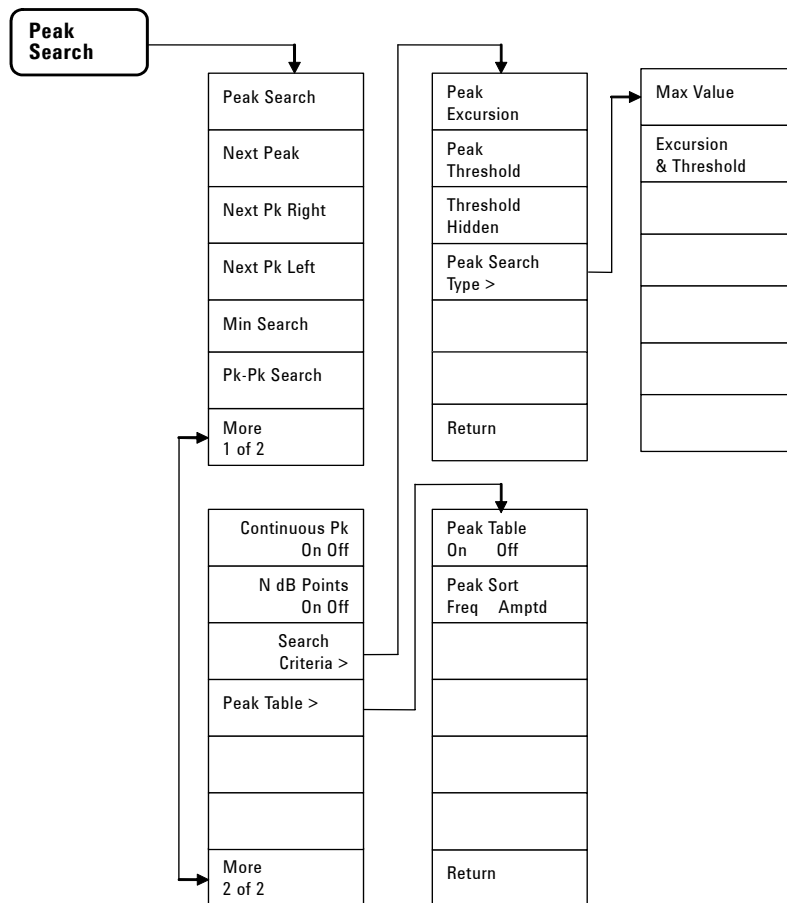 Peak
Search
Peak Search
Next Peak
Next Pk Right
Next Pk Left
Min Search
Pk-Pk Search
More
1 of 2
Continuous Pk
On Off
N dB Points
On Off
Search
Criteria >
Peak Table >
More
2 of 2
Peak
Excursion
Peak
Threshold
Threshold
Hidden
Peak Search
Type >
Return
Peak Table
On Off
Peak Sort
Freq Amptd
Return
Max Value
Excursion
& Threshold